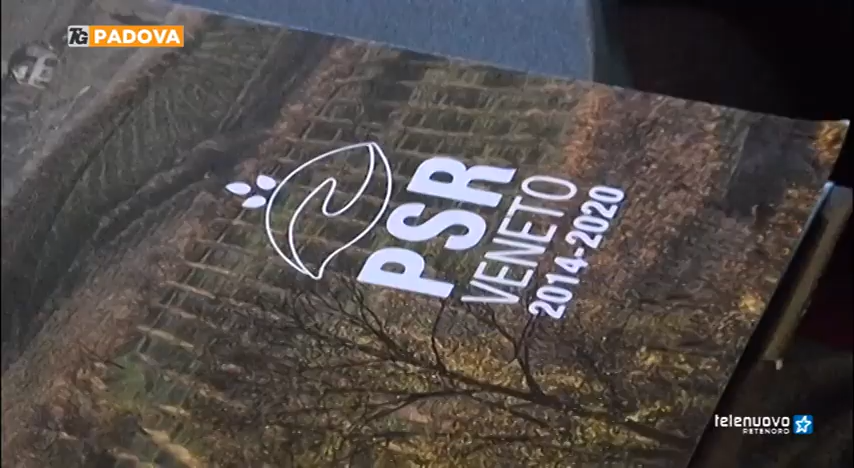 TG PADOVA
PSR
VENETO
2014-2020
telenuovo
RETENORD